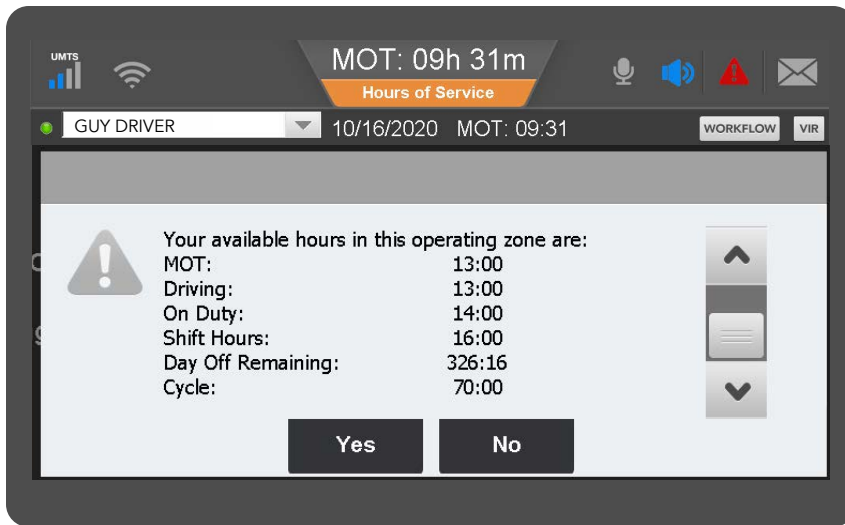 UMTS
MOT: 09h 31m
Hours of Service
GUY DRIVER
10/16/2020 MOT: 09:31
WORKFLOW
VIR
Your available hours in this operating zone are:
MOT: 13:00
Driving: 13:00
On Duty: 14:00
Shift Hours: 16:00
Day Off Remaining: 326:16
Cycle: 70:00
Yes
No